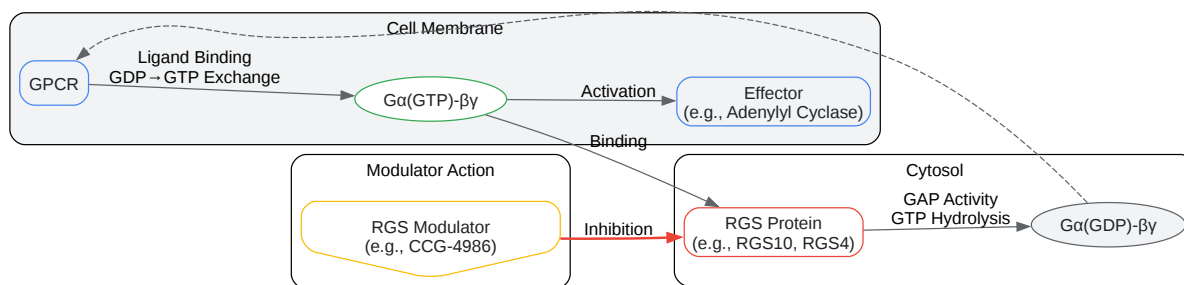 Cell Membrane
Ligand Binding
GDP→GTP Exchange
GPCR
Gα(GTP)-βγ
Activation
Effector
(e.g., Adenylyl Cyclase)
Binding
Modulator Action
RGS Modulator
(e.g., CCG-4986)
Inhibition
Cytosol
RGS Protein
(e.g., RGS10, RGS4)
GAP Activity
GTP Hydrolysis
Gα(GDP)-βγ